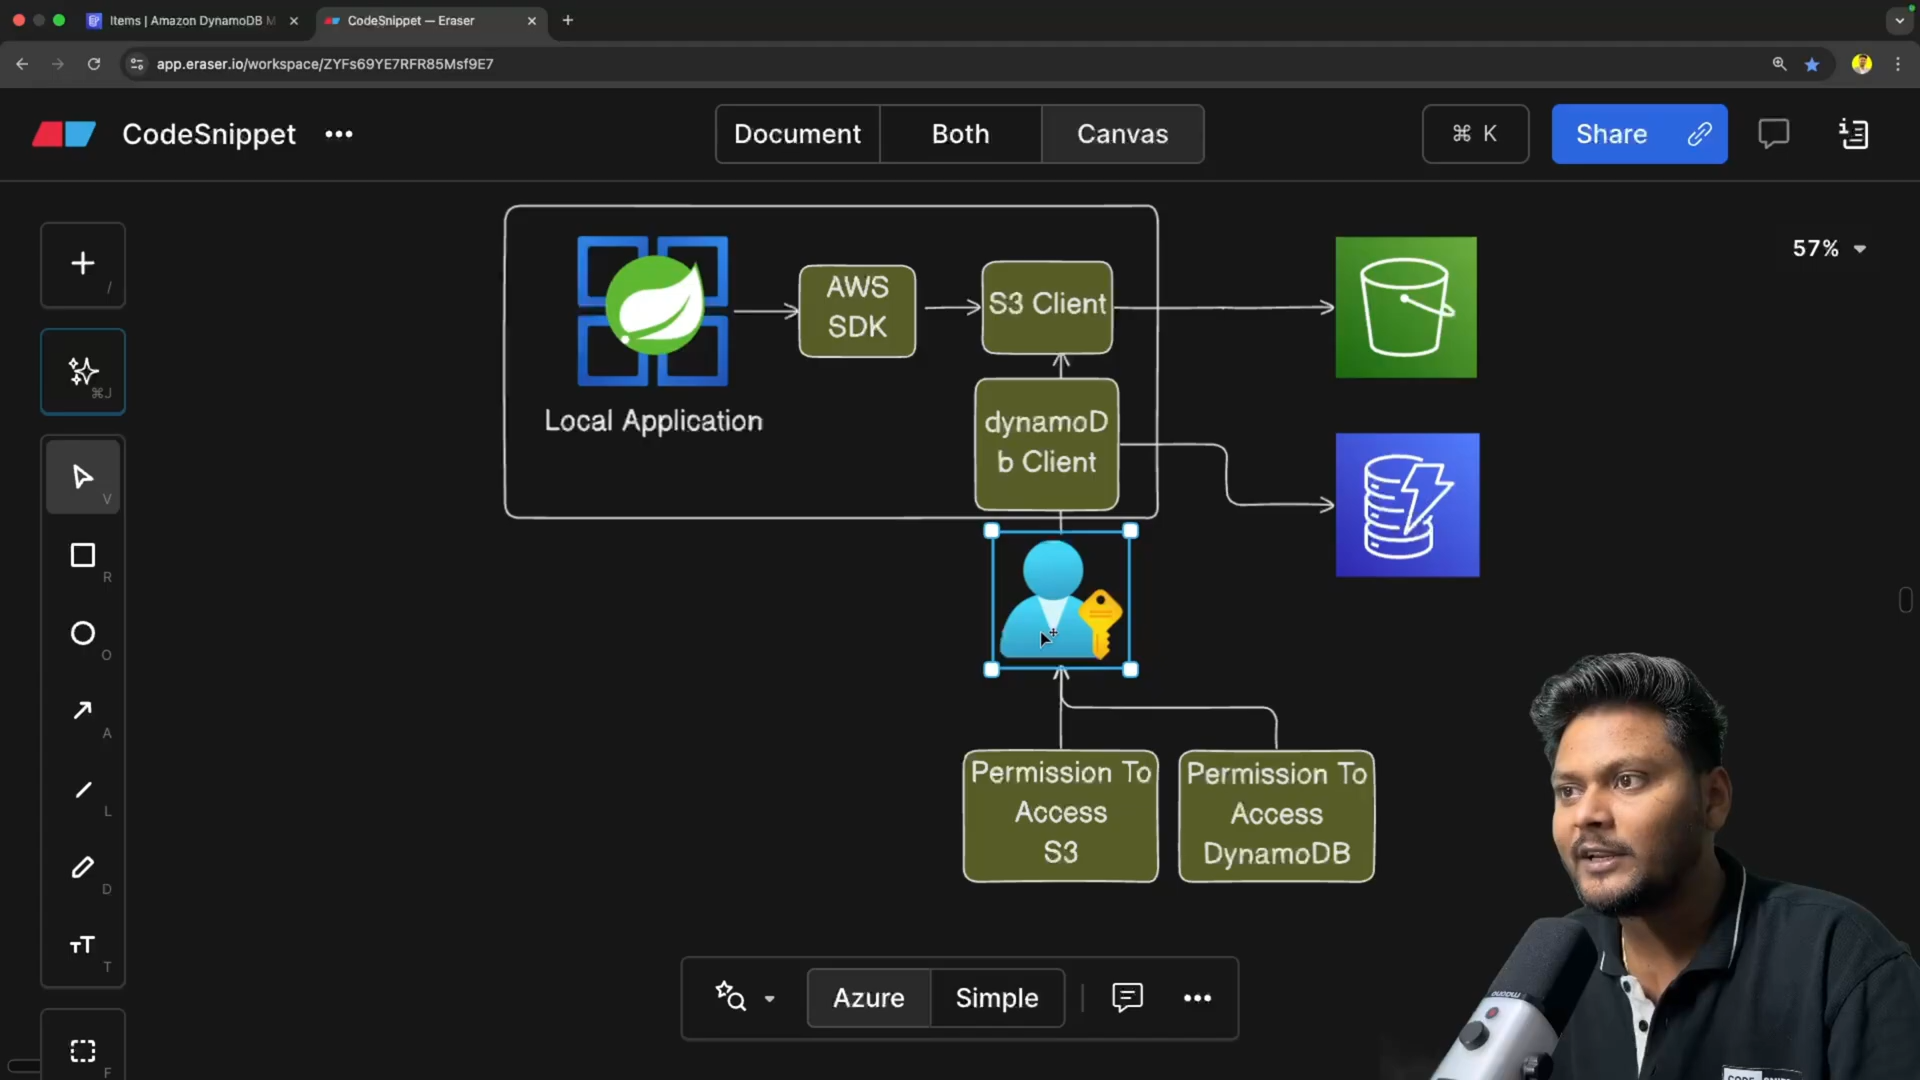 Items | Amazon DynamoDB M
CodeSnippet — Eraser
app.eraser.io/workspace/ZYFs69YE7RFR85Msf9E7
CodeSnippet
Document
Both
Canvas
⌘ K
Share
57%
/
⌘J
V
R
O
A
L
D
T
F
AWS
SDK
S3 Client
Local Application
dynamoD
b Client
Permission To
Access
S3
Permission To
Access
DynamoDB
Azure
Simple
maono